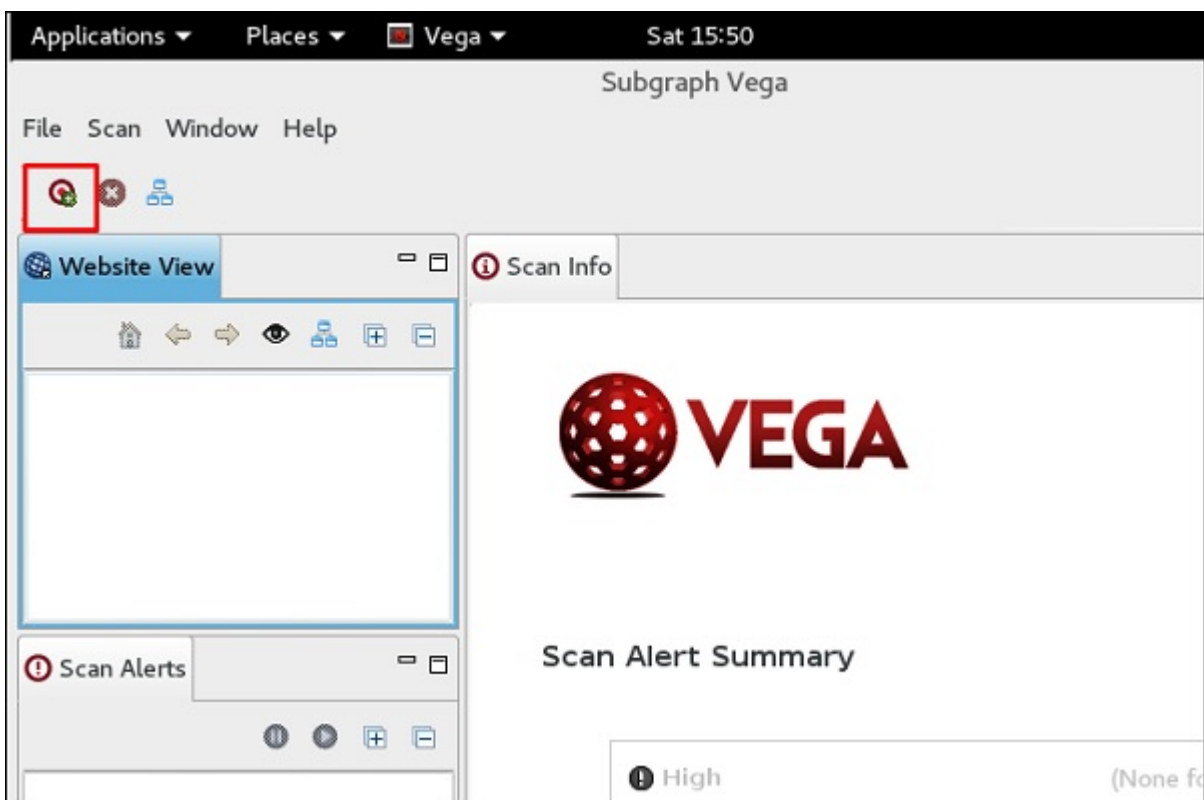 Applications Places Vega Sat 15:50
Subgraph Vega
File Scan Window Help
Website View
Scan Info
VEGA
Scan Alerts
Scan Alert Summary
High (None fo